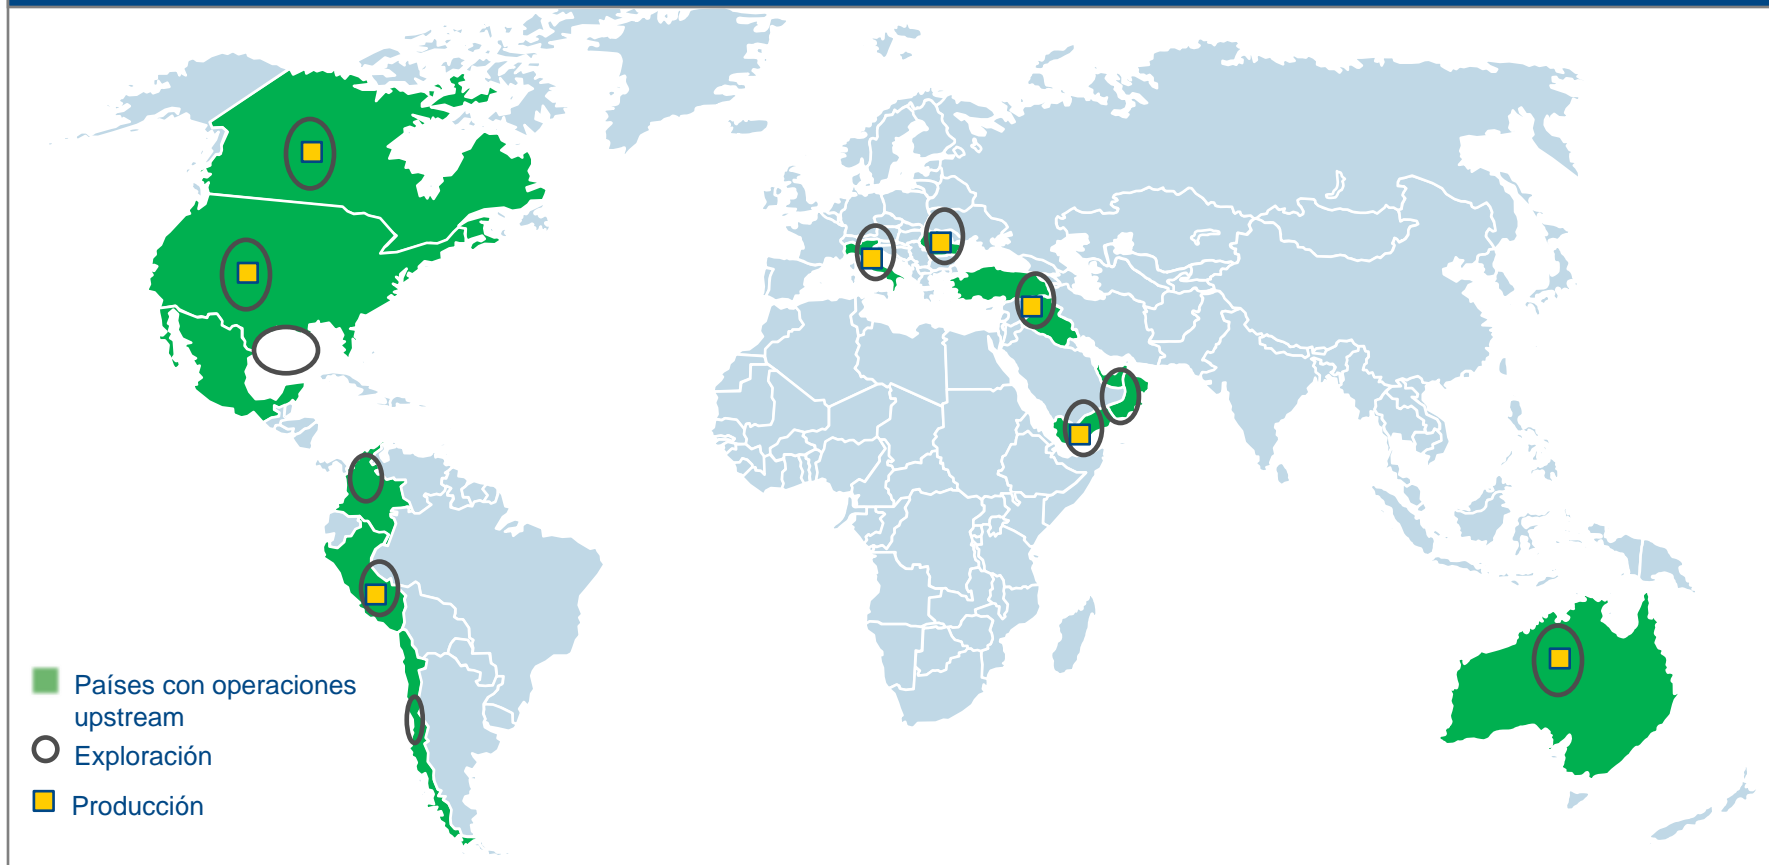 Países con operaciones
upstream
Exploración
Producción